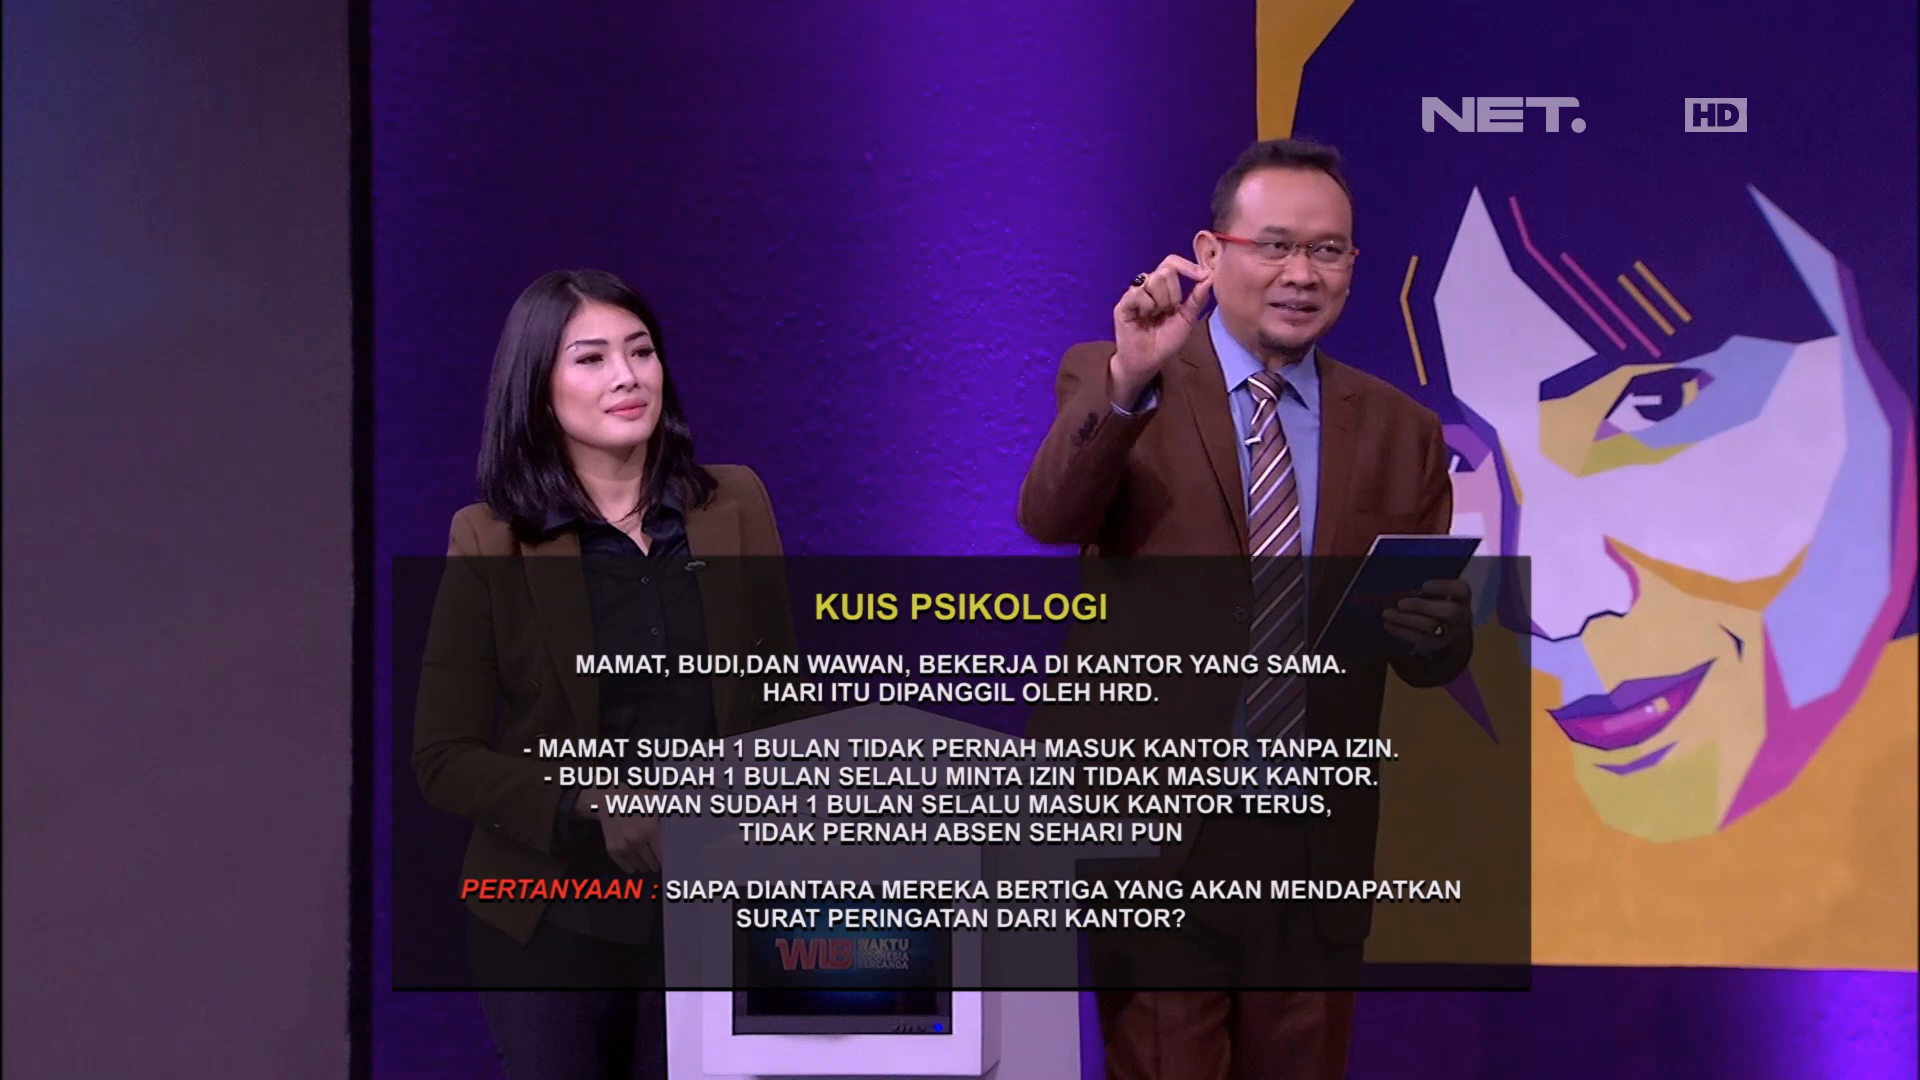 NET. HD
KUIS PSIKOLOGI
MAMAT, BUDI,DAN WAWAN, BEKERJA DI KANTOR YANG SAMA.
HARI ITU DIPANGGIL OLEH HRD.
- MAMAT SUDAH 1 BULAN TIDAK PERNAH MASUK KANTOR TANPA IZIN.
- BUDI SUDAH 1 BULAN SELALU MINTA IZIN TIDAK MASUK KANTOR.
- WAWAN SUDAH 1 BULAN SELALU MASUK KANTOR TERUS,
TIDAK PERNAH ABSEN SEHARI PUN
PERTANYAAN : SIAPA DIANTARA MEREKA BERTIGA YANG AKAN MENDAPATKAN
SURAT PERINGATAN DARI KANTOR?
WIB WAKTU
INDONESIA
BERCANDA